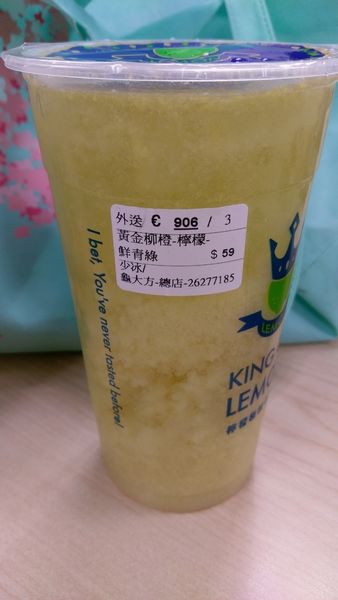 外送 € 906 / 3
黃金柳橙-檸檬-
鮮青綠 $ 59
少冰/
龜大方-總店-26277185
I bet, You've never tasted before!
KING
LEMO